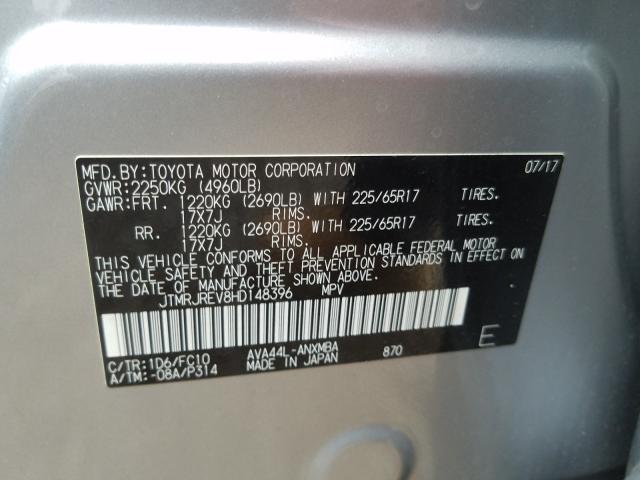 MFD. BY: TOYOTA MOTOR CORPORATION 07/17
GVWR: 2250KG (4960LB)
GAWR: FRT. 1220KG (2690LB) WITH 225/65R17 TIRES.
17X7J RIMS.
RR. 1220KG (2690LB) WITH 225/65R17 TIRES.
17X7J RIMS.
THIS VEHICLE CONFORMS TO ALL APPLICABLE FEDERAL MOTOR
VEHICLE SAFETY AND THEFT PREVENTION STANDARDS IN EFFECT ON
THE DATE OF MANUFACTURE SHOWN ABOVE.
JTMRJREV8HD148396 MPV
C/TR: 1D6/FC10 AVA44L-ANXMBA 870 E
A/TM: -08A/P314 MADE IN JAPAN